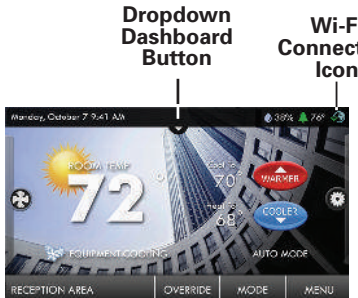 Dropdown
Dashboard
Button
Wi-F
Connect
Icon
Monday, October 7 9:41 AM
38% 76°
ROOM TEMP
72°
Cool To
70°
Heat To
68°
WARMER
COOLER
EQUIPMENT COOLING
AUTO MODE
RECEPTION AREA
OVERRIDE
MODE
MENU